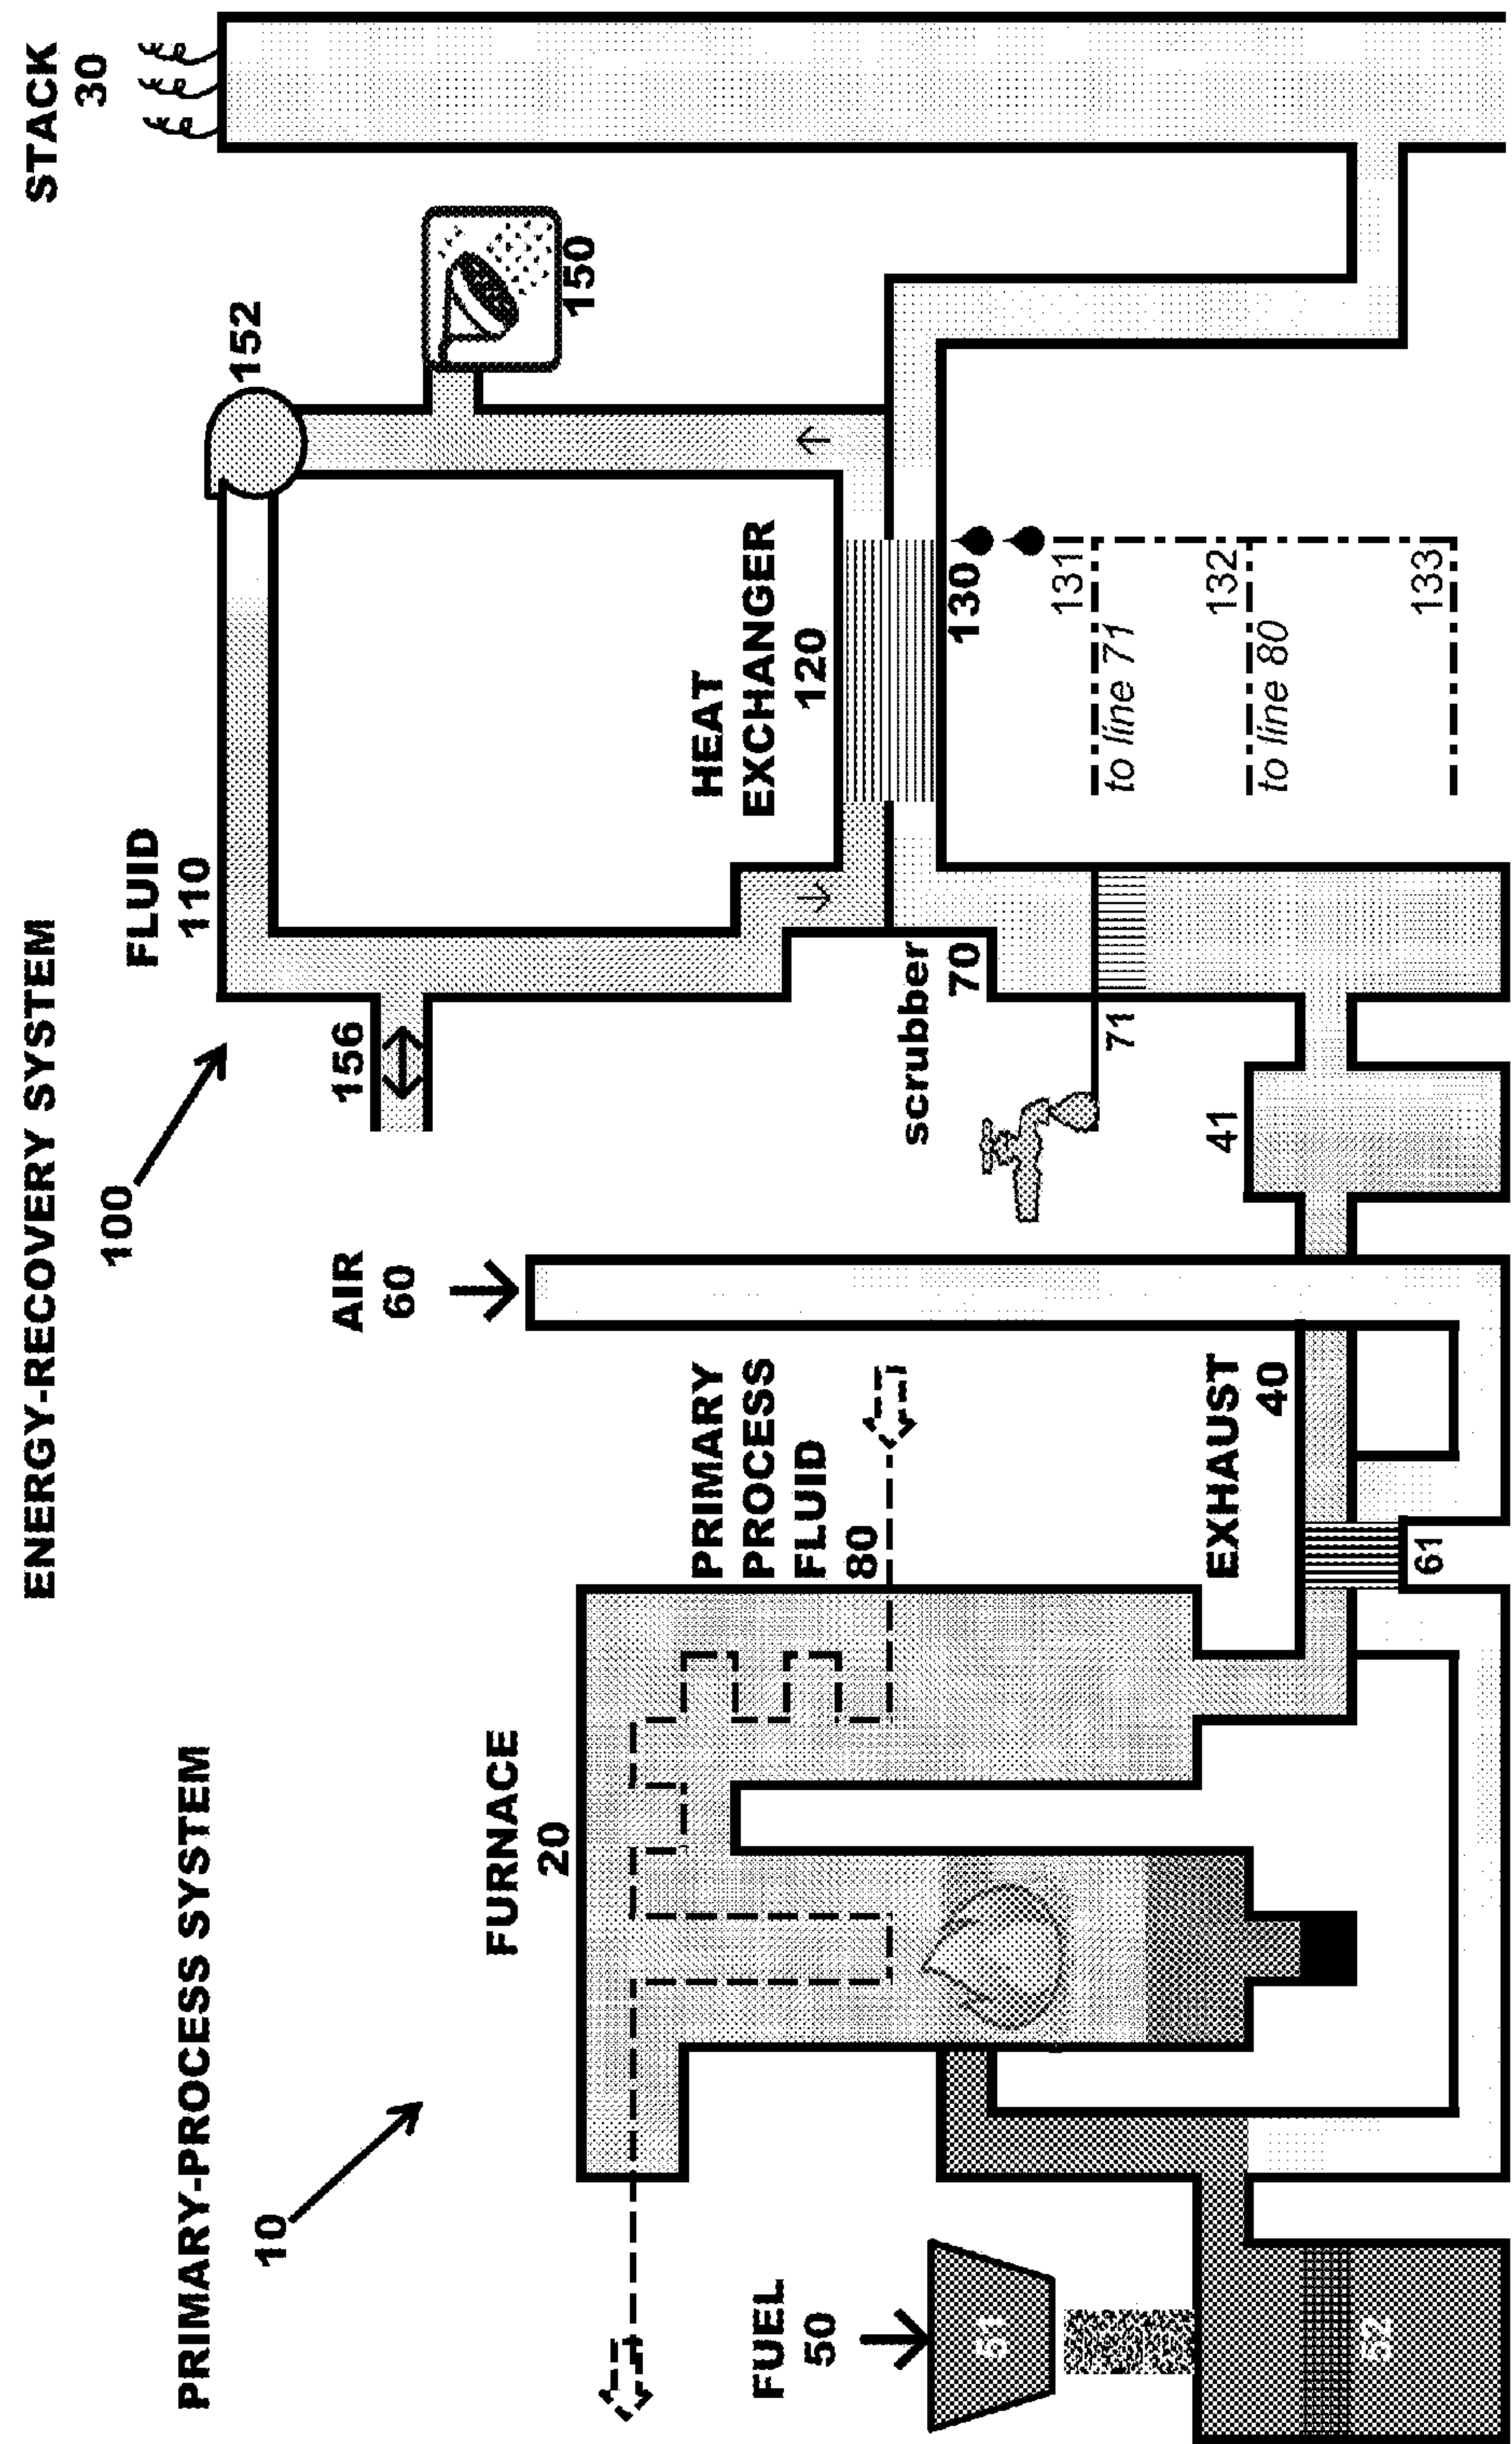 ENERGY-RECOVERY SYSTEM
PRIMARY-PROCESS SYSTEM
10
100
FUEL
50
51
52
FURNACE
20
PRIMARY
PROCESS
FLUID
80
EXHAUST
40
61
AIR
60
41
FLUID
110
156
scrubber
70
71
HEAT
EXCHANGER
120
130
131
to line 71
132
to line 80
133
152
150
STACK
30